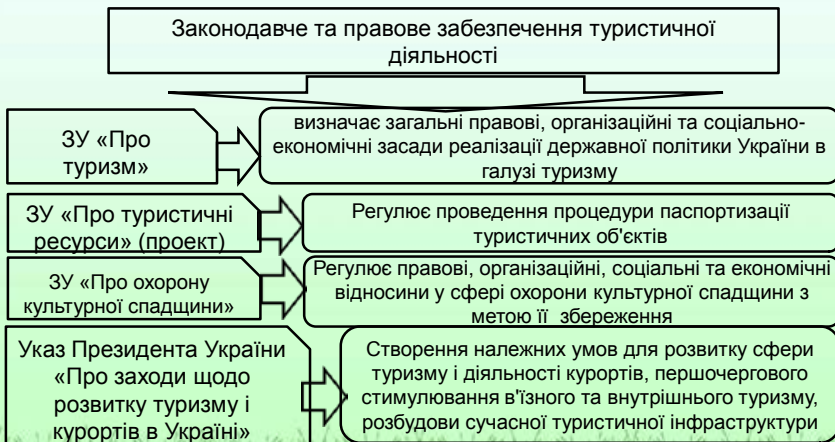 Законодавче та правове забезпечення туристичної
діяльності
ЗУ «Про
туризм»
визначає загальні правові, організаційні та соціально-
економічні засади реалізації державної політики України в
галузі туризму
ЗУ «Про туристичні
ресурси» (проект)
Регулює проведення процедури паспортизації
туристичних об'єктів
ЗУ «Про охорону
культурної спадщини»
Регулює правові, організаційні, соціальні та економічні
відносини у сфері охорони культурної спадщини з
метою її збереження
Указ Президента України
«Про заходи щодо
розвитку туризму і
курортів в Україні»
Створення належних умов для розвитку сфери
туризму і діяльності курортів, першочергового
стимулювання в'їзного та внутрішнього туризму,
розбудови сучасної туристичної інфраструктури